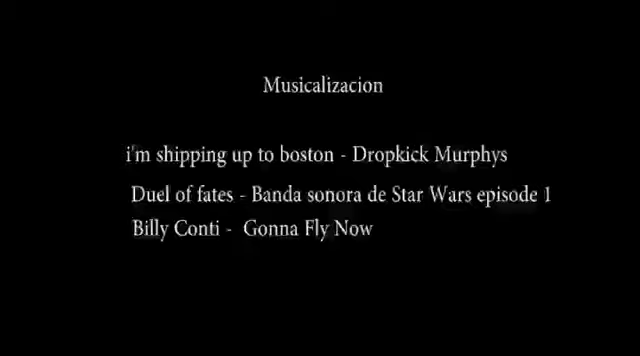 Musicalizacion
i'm shipping up to boston - Dropkick Murphys
Duel of fates - Banda sonora de Star Wars episode 1
Billy Conti - Gonna Fly Now